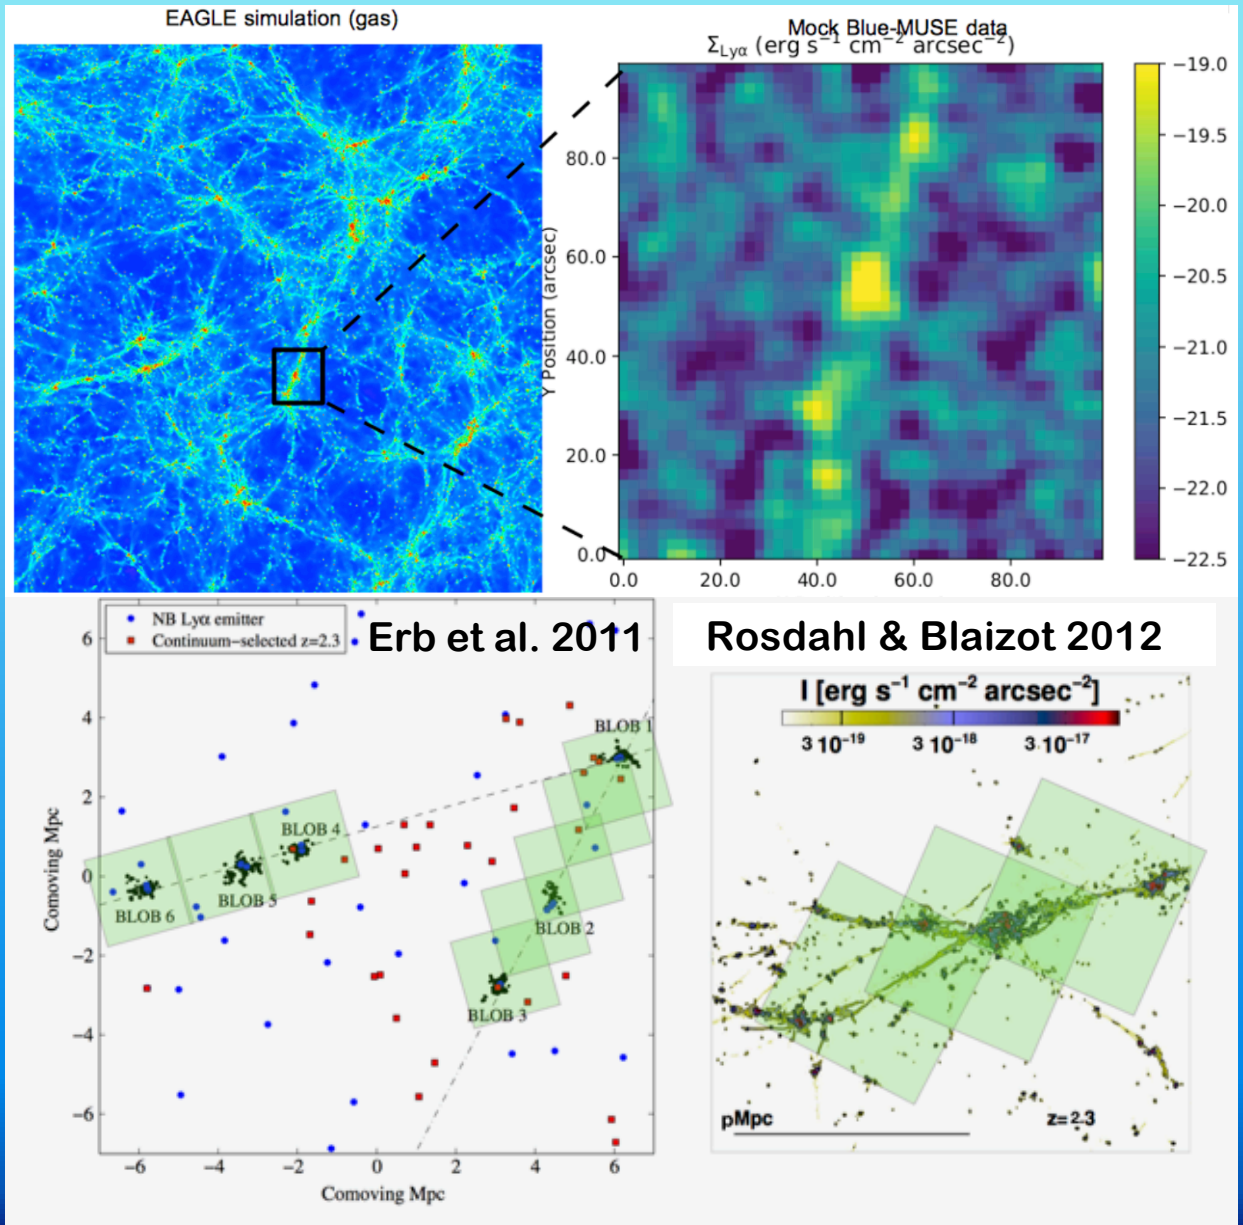 EAGLE simulation (gas)
Mock Blue-MUSE data
Σ_Lyα (erg s⁻¹ cm⁻² arcsec⁻²)
Y Position (arcsec)
80.0
60.0
40.0
20.0
0.0
0.0 20.0 40.0 60.0 80.0
−19.0
−19.5
−20.0
−20.5
−21.0
−21.5
−22.0
−22.5
NB Lyα emitter
Continuum-selected z=2.3
Erb et al. 2011
BLOB 1
BLOB 4
BLOB 5
BLOB 6
BLOB 2
BLOB 3
Comoving Mpc
6
4
2
0
−2
−4
−6
−6 −4 −2 0 2 4 6
Comoving Mpc
Rosdahl & Blaizot 2012
I [erg s⁻¹ cm⁻² arcsec⁻²]
3 10⁻¹⁹ 3 10⁻¹⁸ 3 10⁻¹⁷
pMpc
z=2.3